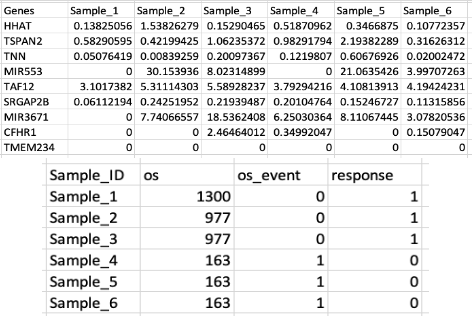 Genes Sample_1 Sample_2 Sample_3 Sample_4 Sample_5 Sample_6
HHAT 0.13825056 1.53826279 0.15290465 0.51870962 0.3466875 0.10772357
TSPAN2 0.58290595 0.42199425 1.06235372 0.98291794 2.19382289 0.31626312
TNN 0.05076419 0.00839259 0.20097367 0.1219807 0.60676926 0.02002472
MIR553 0 30.153936 8.02314899 0 21.0635426 3.99707263
TAF12 3.1017382 5.31114303 5.58928237 3.79294216 4.10813913 4.19424231
SRGAP2B 0.06112194 0.24251952 0.21939487 0.20104764 0.15246727 0.11315856
MIR3671 0 7.74066557 18.5362408 6.25030364 8.11067445 3.07820536
CFHR1 0 0 2.46464012 0.34992047 0 0.15079047
TMEM234 0 0 0 0 0 0
Sample_ID os os_event response
Sample_1 1300 0 1
Sample_2 977 0 1
Sample_3 977 0 1
Sample_4 163 1 0
Sample_5 163 1 0
Sample_6 163 1 0